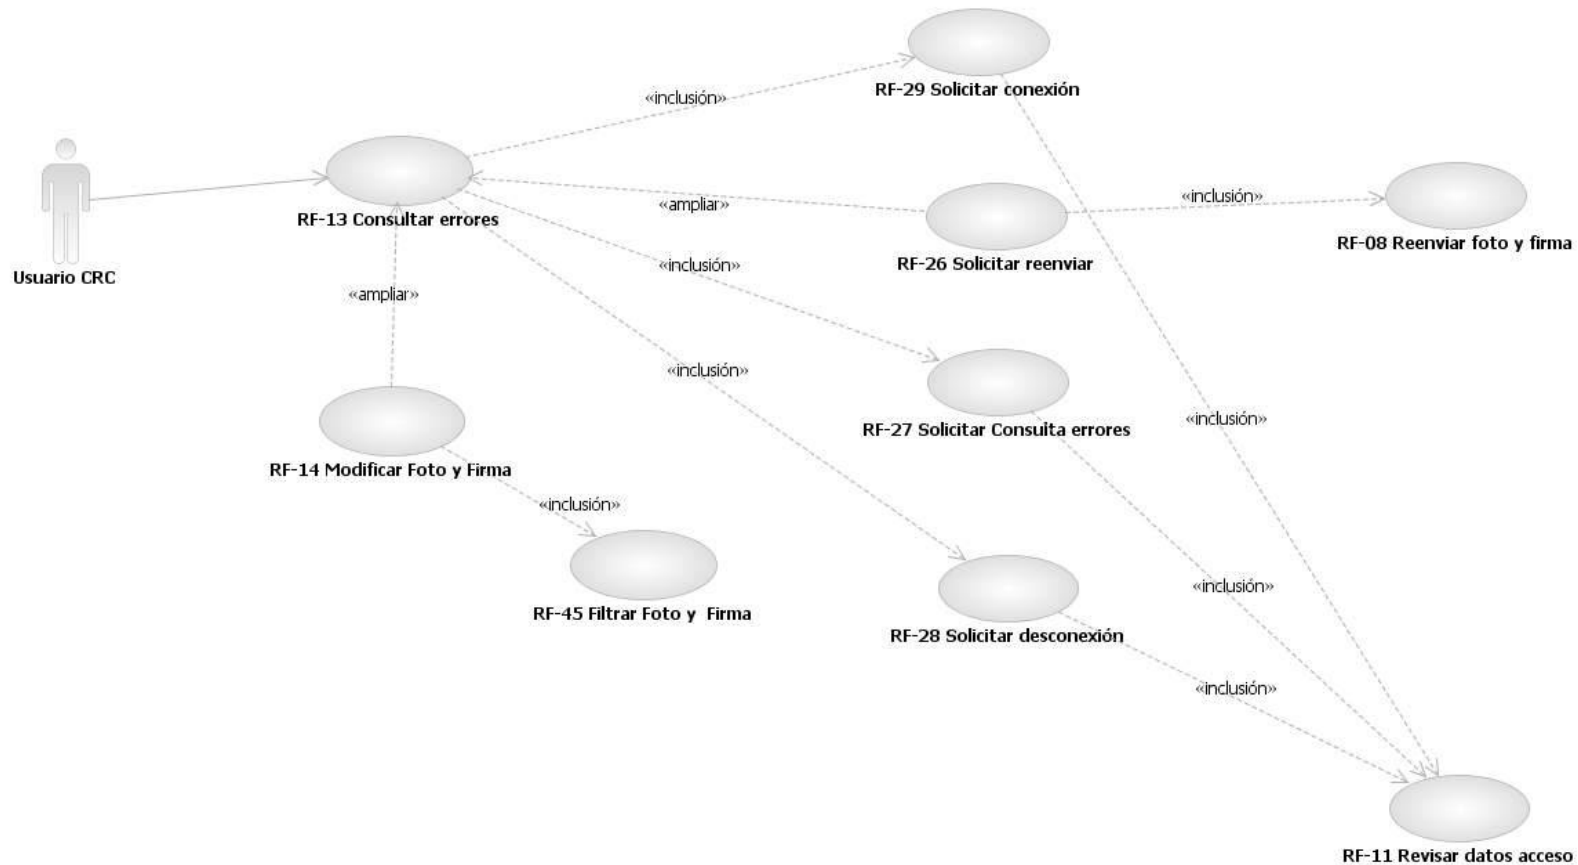 RF-29 Solicitar conexión
«inclusión»
RF-13 Consultar errores
«ampliar»
«inclusión»
RF-08 Reenviar foto y firma
Usuario CRC
RF-26 Solicitar reenviar
«inclusión»
«ampliar»
«inclusión»
RF-27 Solicitar Consulta errores
«inclusión»
RF-14 Modificar Foto y Firma
«inclusión»
RF-45 Filtrar Foto y Firma
«inclusión»
RF-28 Solicitar desconexión
«inclusión»
RF-11 Revisar datos acceso